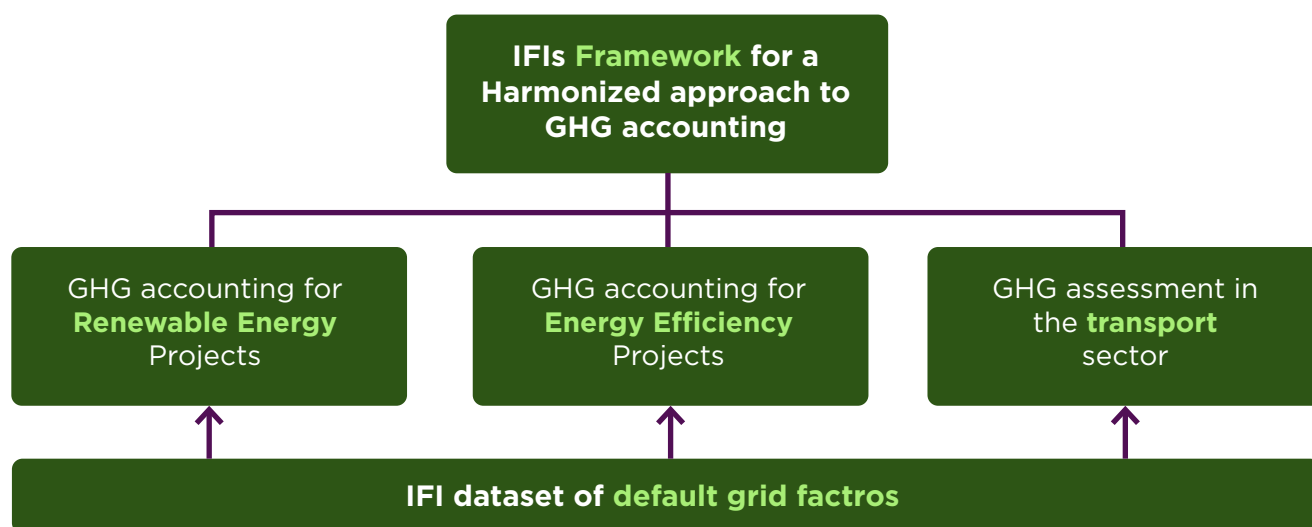 IFIs Framework for a
Harmonized approach to
GHG accounting
GHG accounting for
Renewable Energy
Projects
GHG accounting for
Energy Efficiency
Projects
GHG assessment in
the transport
sector
IFI dataset of default grid factros